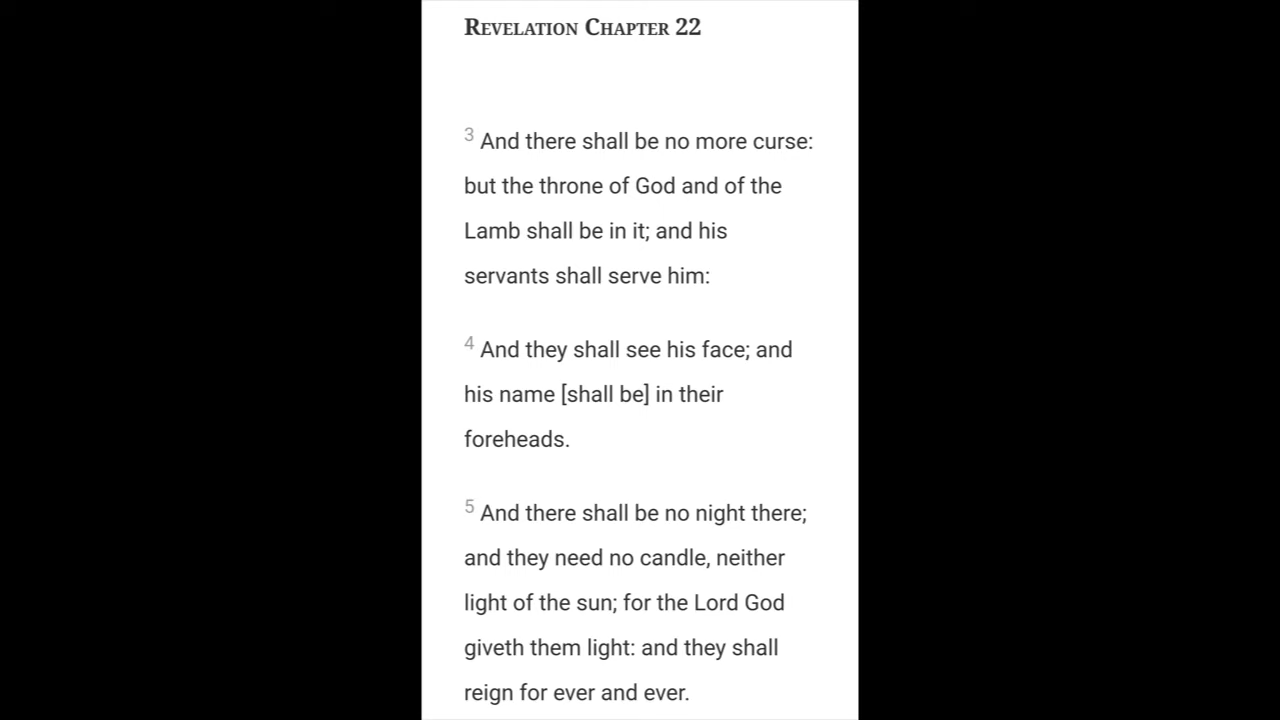 Revelation Chapter 22
3 And there shall be no more curse:
but the throne of God and of the
Lamb shall be in it; and his
servants shall serve him:
4 And they shall see his face; and
his name [shall be] in their
foreheads.
5 And there shall be no night there;
and they need no candle, neither
light of the sun; for the Lord God
giveth them light: and they shall
reign for ever and ever.